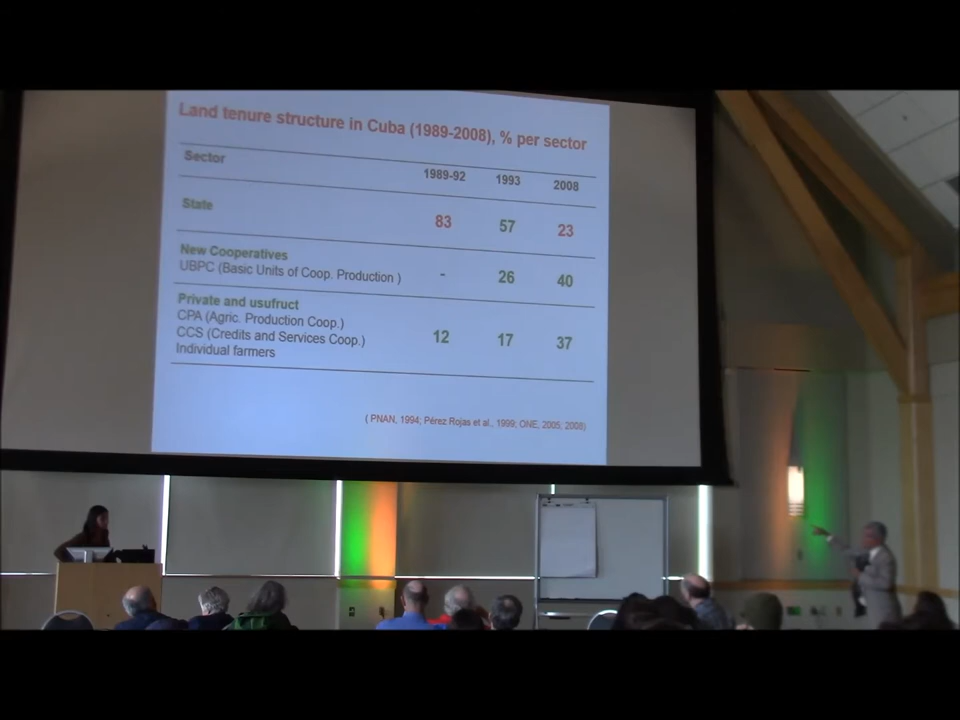 Land tenure structure in Cuba (1989-2008), % per sector
Sector 1989-92 1993 2008
State 83 57 23
New Cooperatives
UBPC (Basic Units of Coop. Production ) - 26 40
Private and usufruct
CPA (Agric. Production Coop.)
CCS (Credits and Services Coop.) 12 17 37
Individual farmers
( PNAN, 1994; Pérez Rojas et al., 1999; ONE, 2005, 2008)